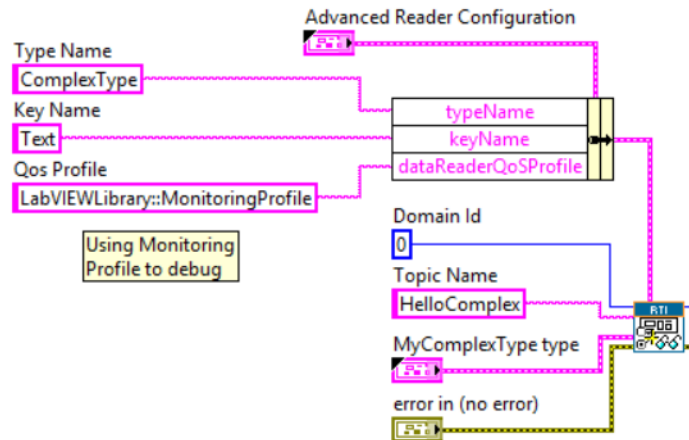 Advanced Reader Configuration
Type Name
ComplexType
Key Name
Text
Qos Profile
LabVIEWLibrary::MonitoringProfile
typeName
keyName
dataReaderQoSProfile
Using Monitoring
Profile to debug
Domain Id
0
Topic Name
HelloComplex
MyComplexType type
error in (no error)
RTI